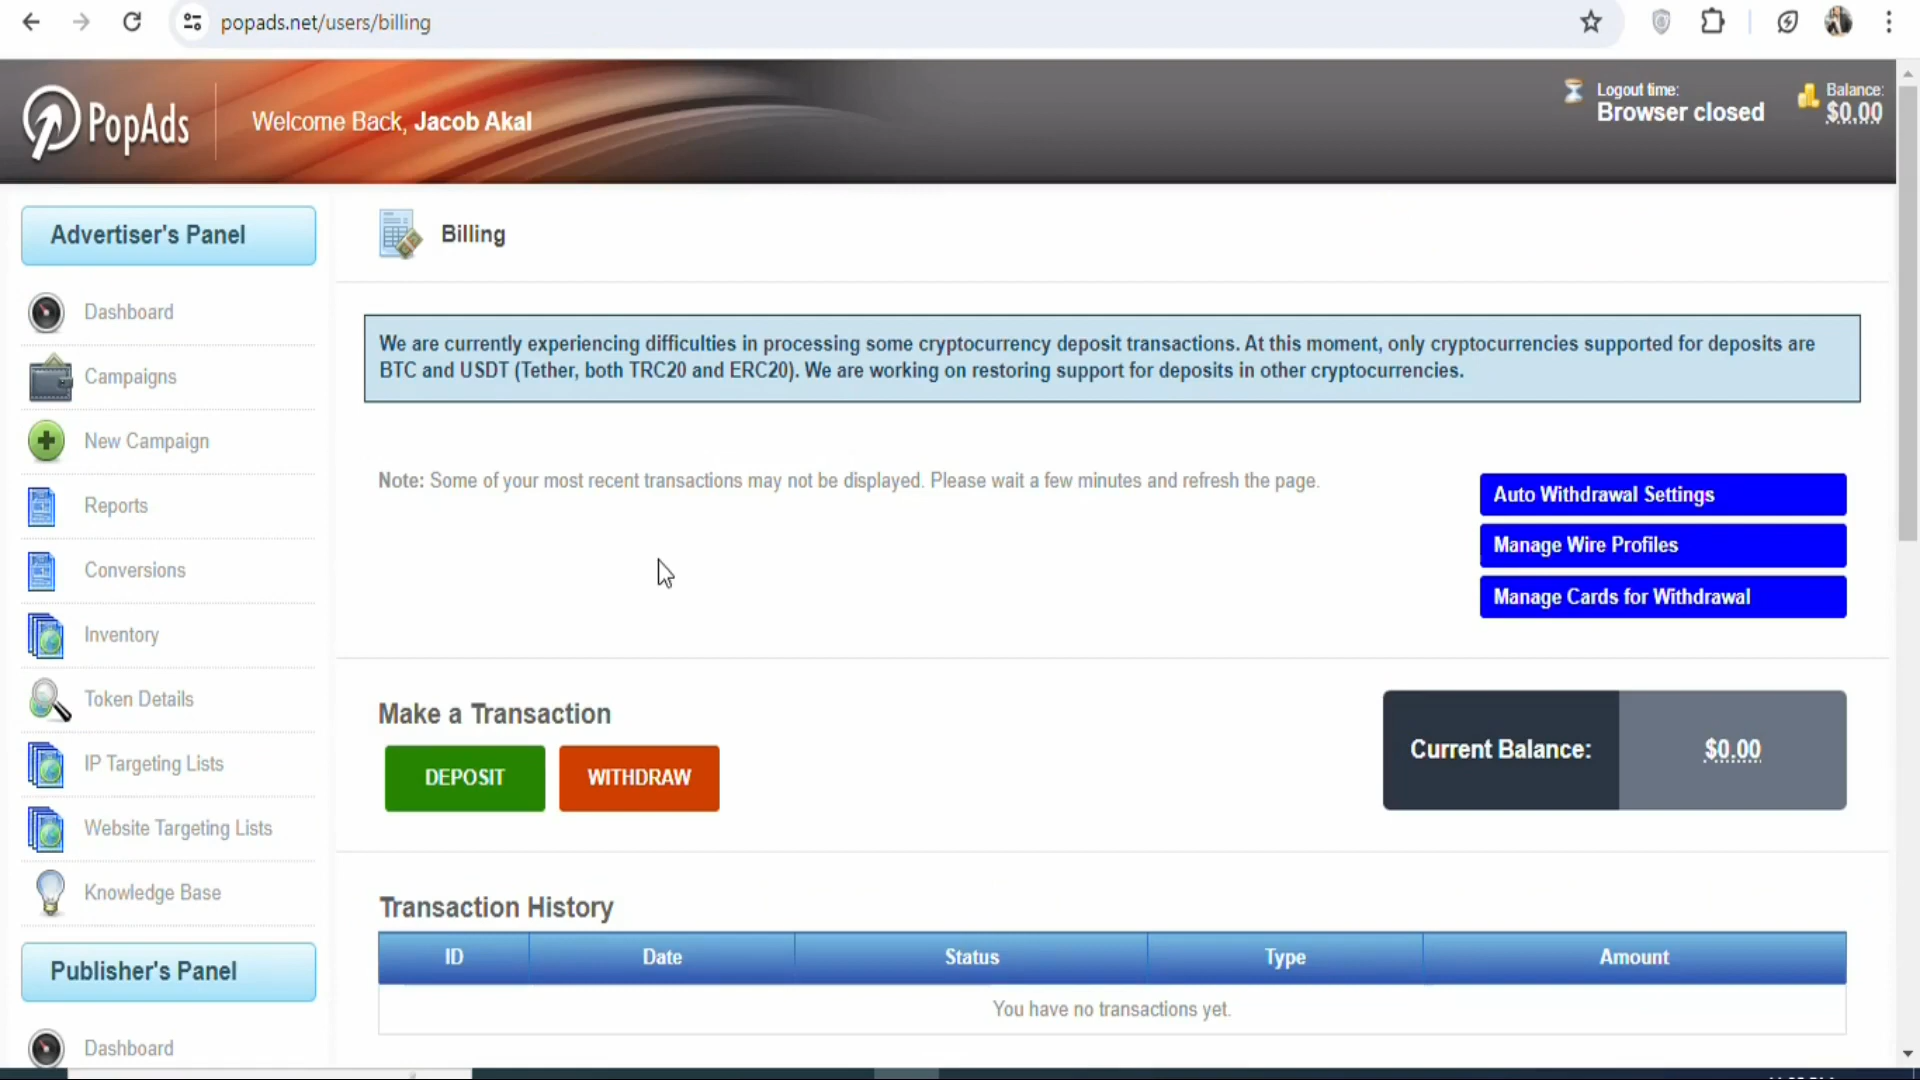 popads.net/users/billing
PopAds
Welcome Back, Jacob Akal
Logout time:
Browser closed
Balance:
$0.00
Advertiser's Panel
Dashboard
Campaigns
New Campaign
Reports
Conversions
Inventory
Token Details
IP Targeting Lists
Website Targeting Lists
Knowledge Base
Publisher's Panel
Dashboard
Billing
We are currently experiencing difficulties in processing some cryptocurrency deposit transactions. At this moment, only cryptocurrencies supported for deposits are
BTC and USDT (Tether, both TRC20 and ERC20). We are working on restoring support for deposits in other cryptocurrencies.
Note: Some of your most recent transactions may not be displayed. Please wait a few minutes and refresh the page.
Auto Withdrawal Settings
Manage Wire Profiles
Manage Cards for Withdrawal
Make a Transaction
DEPOSIT WITHDRAW
Current Balance: $0.00
Transaction History
ID Date Status Type Amount
You have no transactions yet.